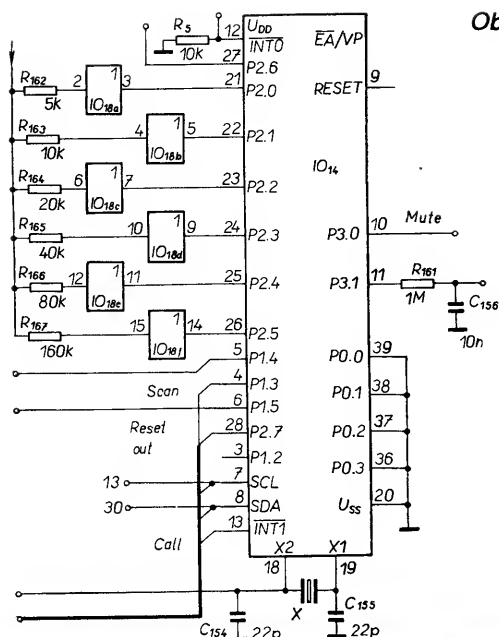 Ob
R5
10k
12
UDD
INT0
EA/VP
27
P2.6
9
RESET
R162
5k
2
1
3
IO18a
21
P2.0
R163
10k
4
1
5
IO18b
22
P2.1
IO14
R164
20k
6
1
7
IO18c
23
P2.2
R165
40k
10
1
9
IO18d
24
P2.3
P3.0
10
Mute
R166
80k
12
1
11
IO18e
25
P2.4
P3.1
11
R161
1M
C156
10n
R167
160k
15
1
14
IO18f
26
P2.5
5
P1.4
P0.0
39
4
P1.3
Scan
P0.1
38
6
P1.5
Reset
out
28
P2.7
P0.2
37
3
P1.2
P0.3
36
13
7
SCL
30
8
SDA
USS
20
Call
13
INT1
X2
X1
18
19
X
C154
22p
C155
22p